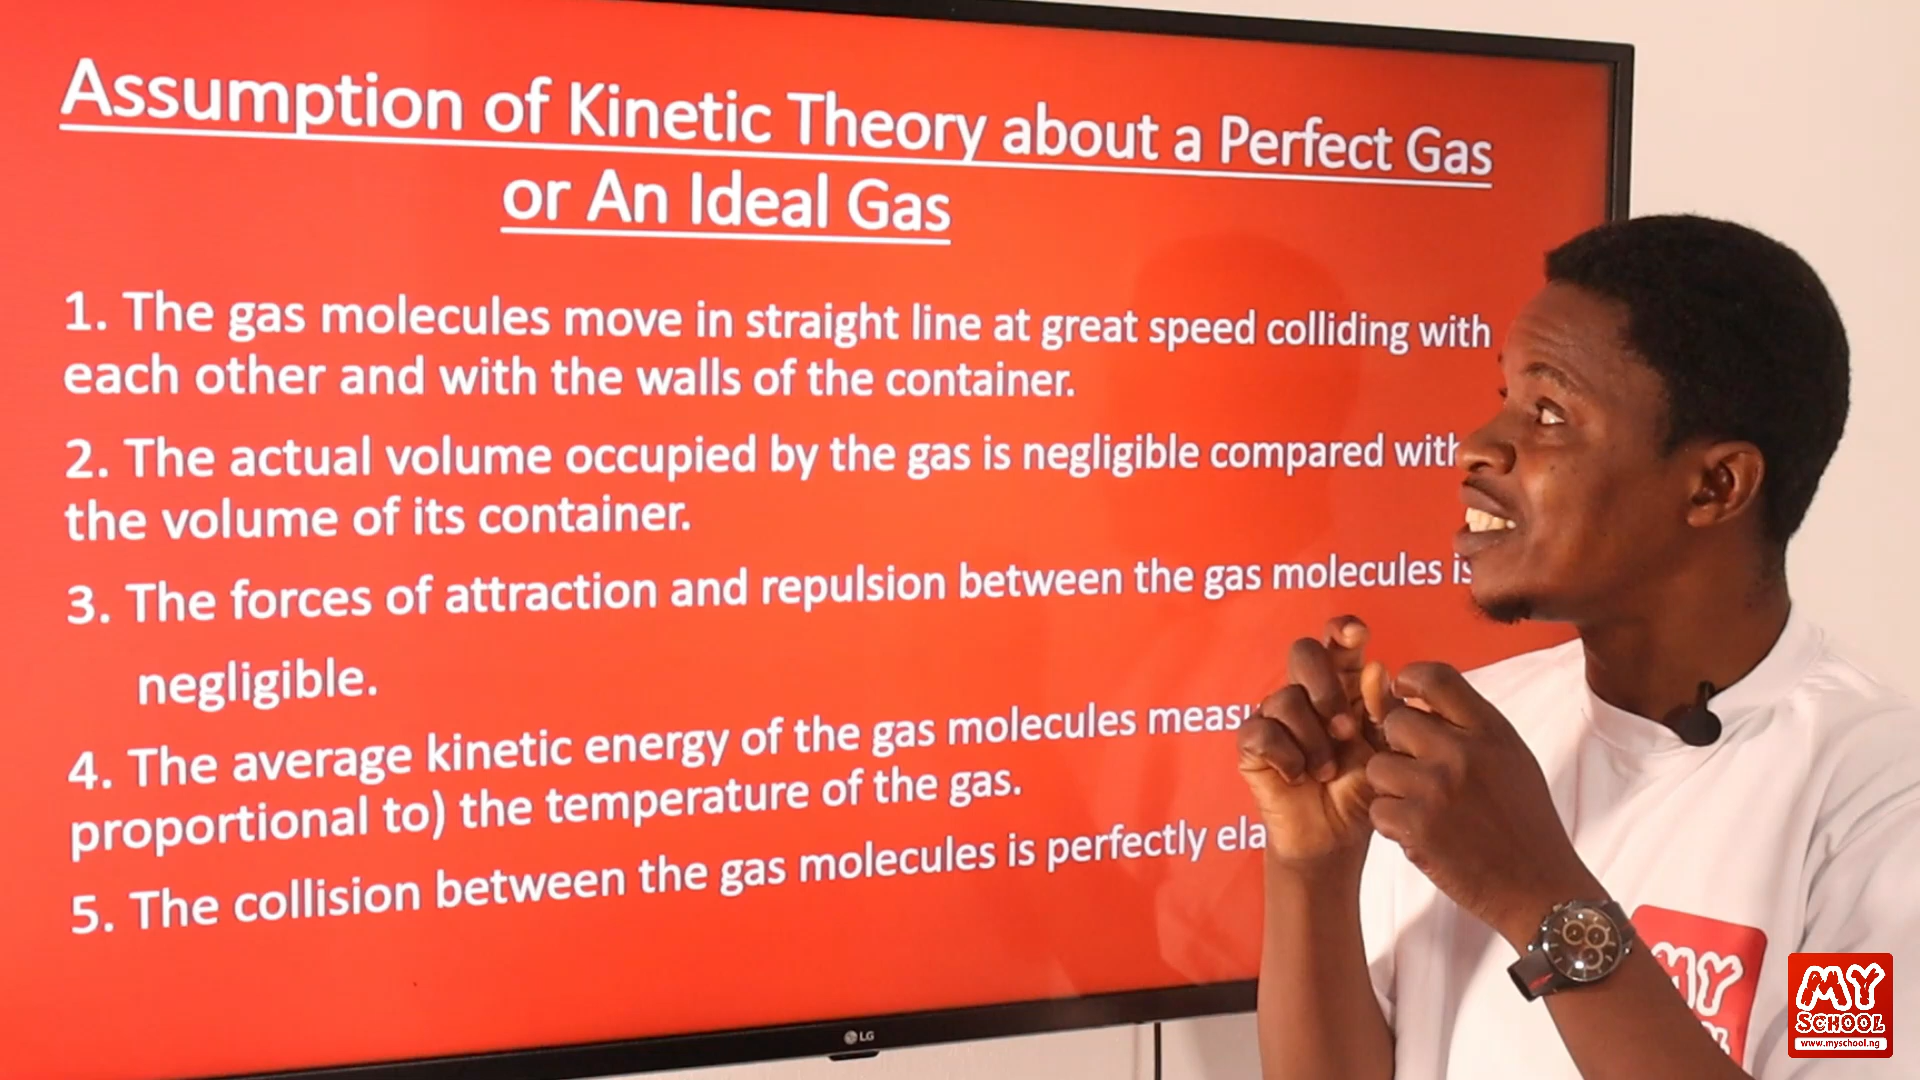 Assumption of Kinetic Theory about a Perfect Gas
or An Ideal Gas
1. The gas molecules move in straight line at great speed colliding with
each other and with the walls of the container.
2. The actual volume occupied by the gas is negligible compared with
the volume of its container.
3. The forces of attraction and repulsion between the gas molecules is
negligible.
4. The average kinetic energy of the gas molecules
proportional to) the temperature of the gas.
5. The collision between the gas molecules is perfectly
LG
MY
MY
SCHOOL
www.myschool.ng